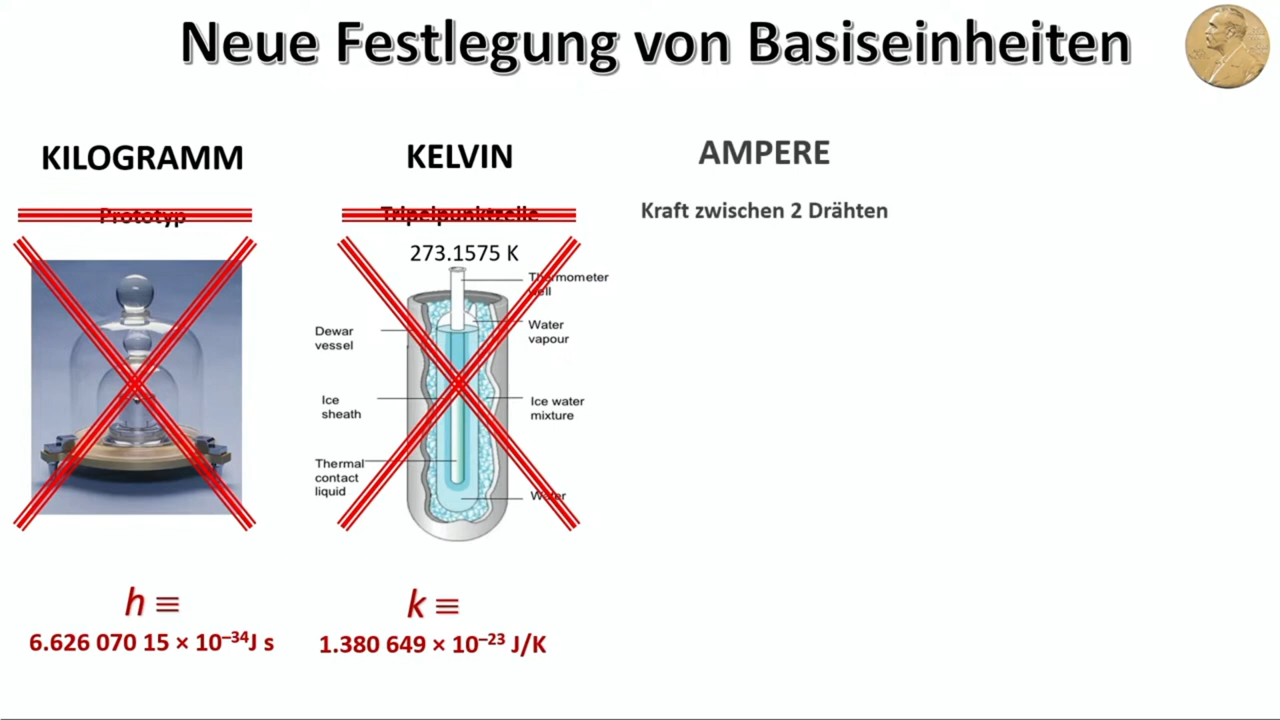 Neue Festlegung von Basiseinheiten
KILOGRAMM
Prototyp
h ≡
6.626 070 15 × 10⁻³⁴J s
KELVIN
Tripelpunktzelle
273.1575 K
Thermometer
well
Dewar
vessel
Water
vapour
Ice
sheath
Ice water
mixture
Thermal
contact
liquid
Water
k ≡
1.380 649 × 10⁻²³ J/K
AMPERE
Kraft zwischen 2 Drähten